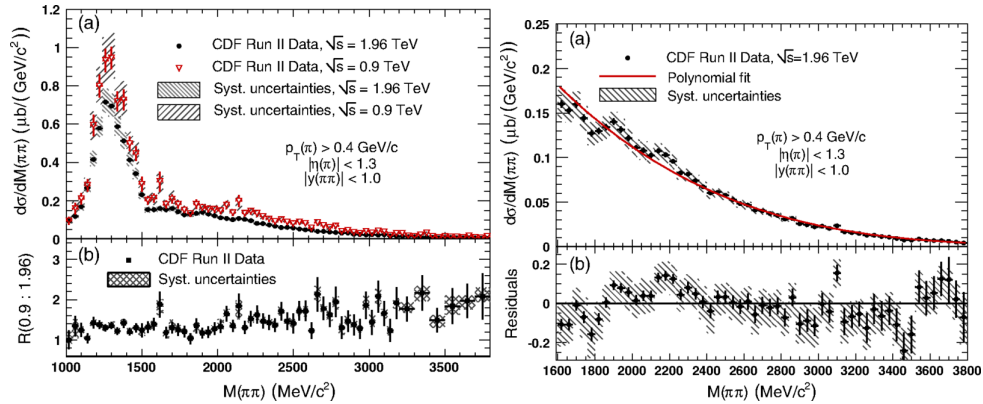 (a)
CDF Run II Data, √s = 1.96 TeV
CDF Run II Data, √s = 0.9 TeV
Syst. uncertainties, √s = 1.96 TeV
Syst. uncertainties, √s = 0.9 TeV
p_T(π) > 0.4 GeV/c
|η(π)| < 1.3
|y(ππ)| < 1.0
dσ/dM(ππ) (μb/(GeV/c²))
1.2
1
0.8
0.6
0.4
0.2
0
(b)
CDF Run II Data
Syst. uncertainties
R(0.9 : 1.96)
3
2
1
1000 1500 2000 2500 3000 3500
M(ππ) (MeV/c²)
(a)
CDF Run II Data, √s=1.96 TeV
Polynomial fit
Syst. uncertainties
p_T(π) > 0.4 GeV/c
|η(π)| < 1.3
|y(ππ)| < 1.0
dσ/dM(ππ) (μb/(GeV/c²))
0.25
0.2
0.15
0.1
0.05
0
(b)
Residuals
0.2
0
-0.2
1600 1800 2000 2200 2400 2600 2800 3000 3200 3400 3600 3800
M(ππ) (MeV/c²)